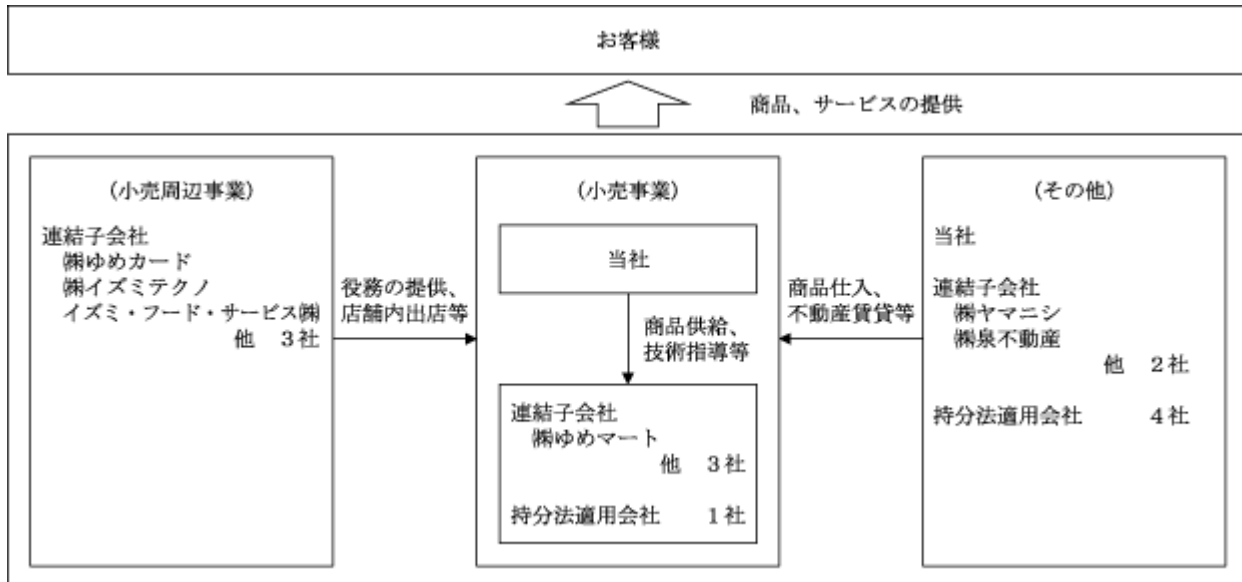 お客様
商品、サービスの提供
(小売周辺事業)
連結子会社
㈱ゆめカード
㈱イズミテクノ
イズミ・フード・サービス㈱
他 3社
役務の提供、
店舗内出店等
(小売事業)
当社
商品供給、
技術指導等
連結子会社
㈱ゆめマート
他 3社
持分法適用会社 1社
商品仕入、
不動産賃貸等
(その他)
当社
連結子会社
㈱ヤマニシ
㈱泉不動産
他 2社
持分法適用会社 4社